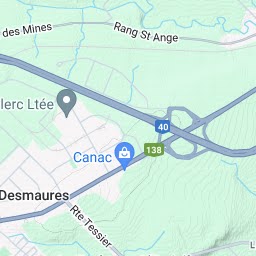 des Mines
Rang St Ange
lerc Ltée
40
138
Canac
Desmaures
Rte Tessier